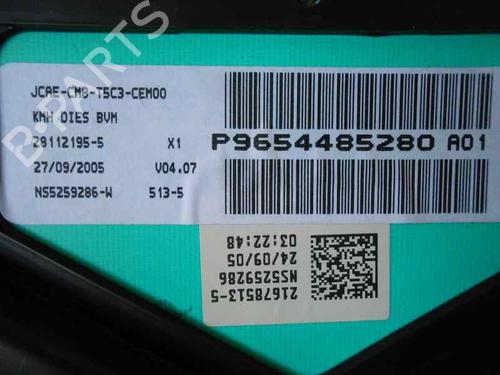 JCAE-CMB-T5C3-CEM00
KMH DIES BVM
28112195-5 X1
27/09/2005 V04.07
NS5259286-W 513-5
P9654485280 A01
21678513-5
NS5259286
24/09/05
03:22:48
B-PARTS